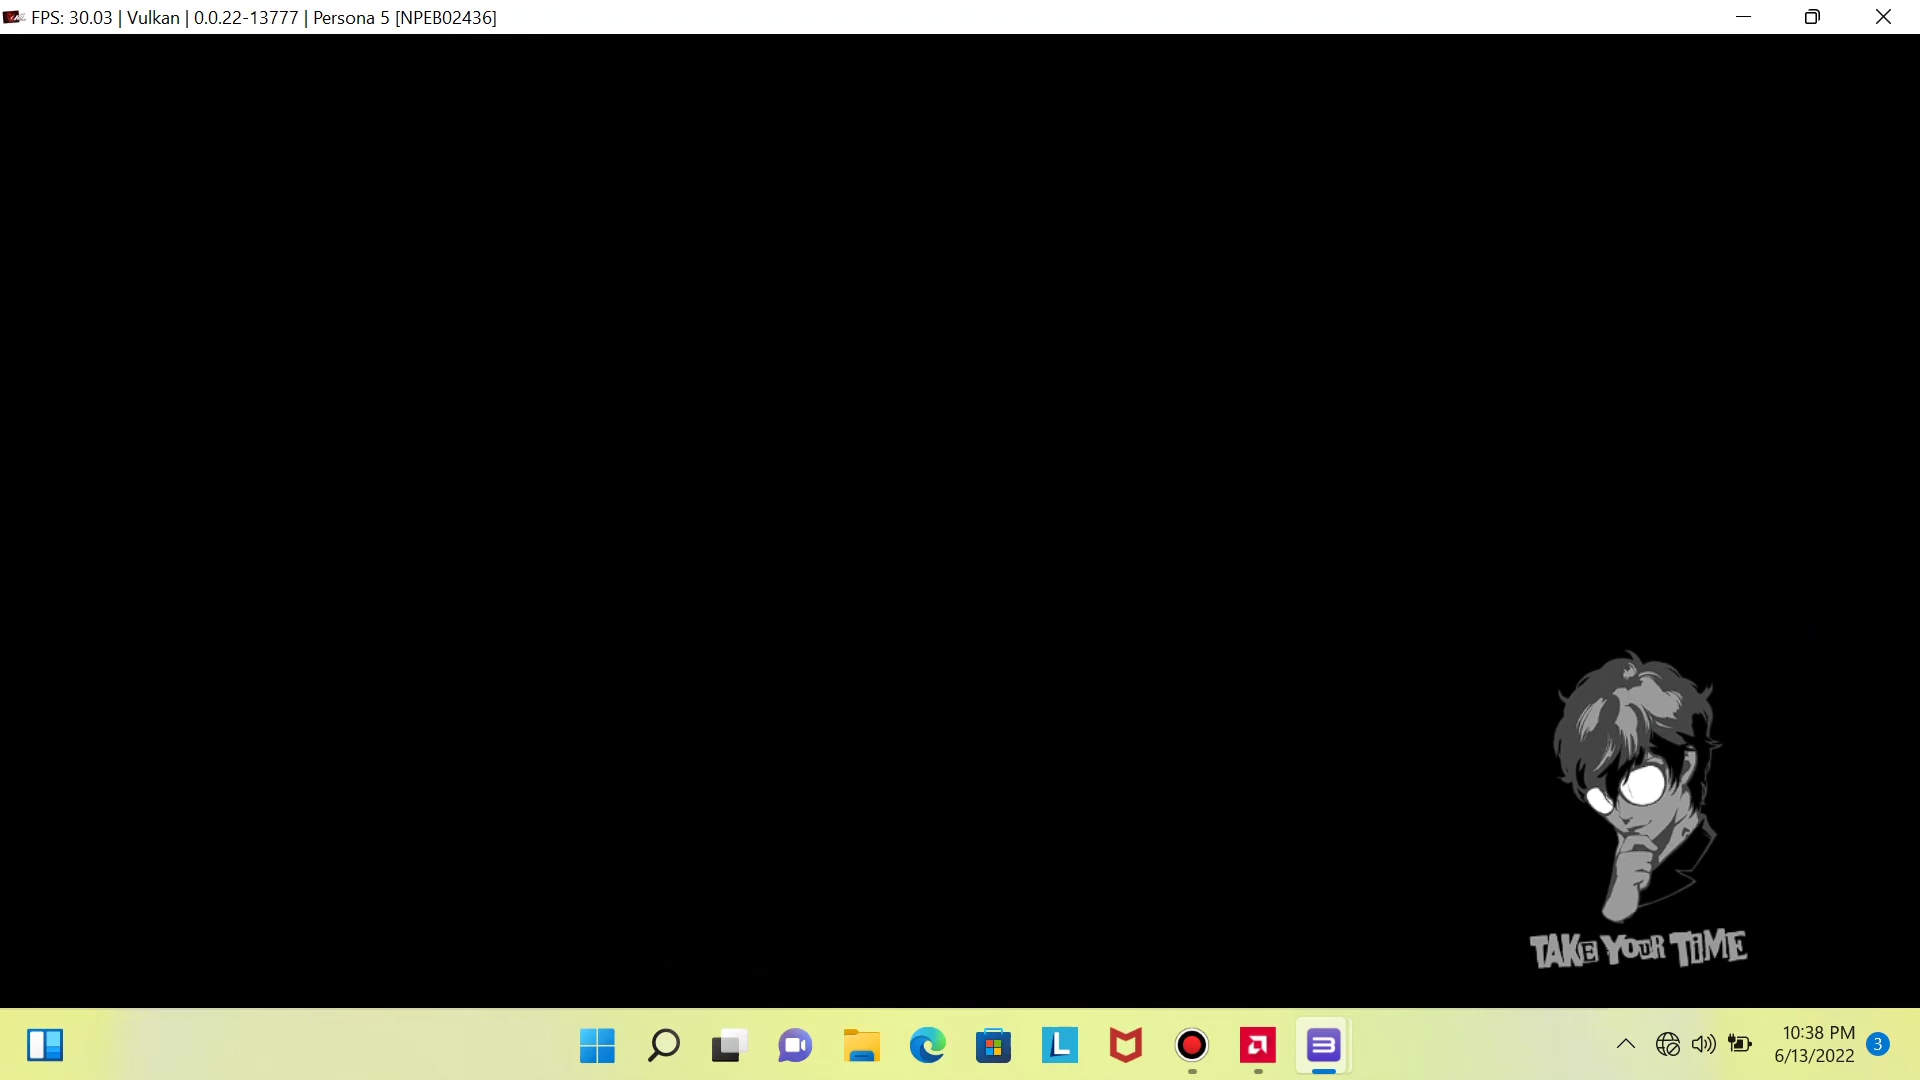 FPS: 30.03 | Vulkan | 0.0.22-13777 | Persona 5 [NPEB02436]
TAKE YOUR TIME
L
10:38 PM
6/13/2022
3